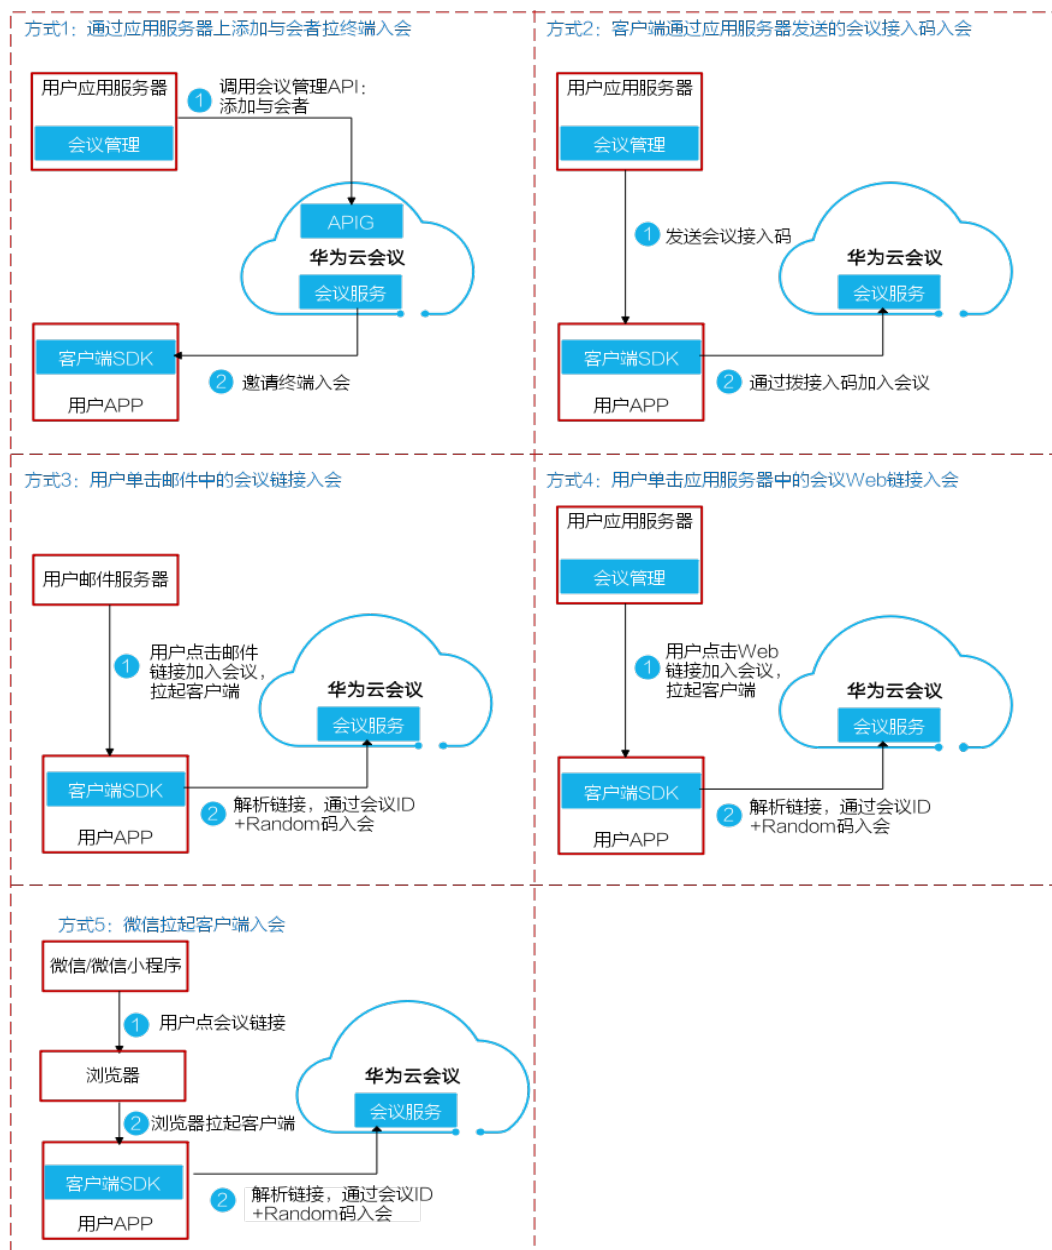 方式1：通过应用服务器上添加与会者拉终端入会
用户应用服务器
会议管理
1
调用会议管理API：
添加与会者
APIG
华为云会议
会议服务
客户端SDK
用户APP
2
邀请终端入会
方式2：客户端通过应用服务器发送的会议接入码入会
用户应用服务器
会议管理
1
发送会议接入码
华为云会议
会议服务
客户端SDK
用户APP
2
通过拨接入码加入会议
方式3：用户单击邮件中的会议链接入会
用户邮件服务器
1
用户点击邮件
链接加入会议，
拉起客户端
华为云会议
会议服务
客户端SDK
用户APP
2
解析链接，通过会议ID
+Random码入会
方式4：用户单击应用服务器中的会议Web链接入会
用户应用服务器
会议管理
1
用户点击Web
链接加入会议，
拉起客户端
华为云会议
会议服务
客户端SDK
用户APP
2
解析链接，通过会议ID
+Random码入会
方式5：微信拉起客户端入会
微信/微信小程序
1
用户点会议链接
浏览器
2
浏览器拉起客户端
华为云会议
会议服务
客户端SDK
用户APP
2
解析链接，通过会议ID
+Random码入会